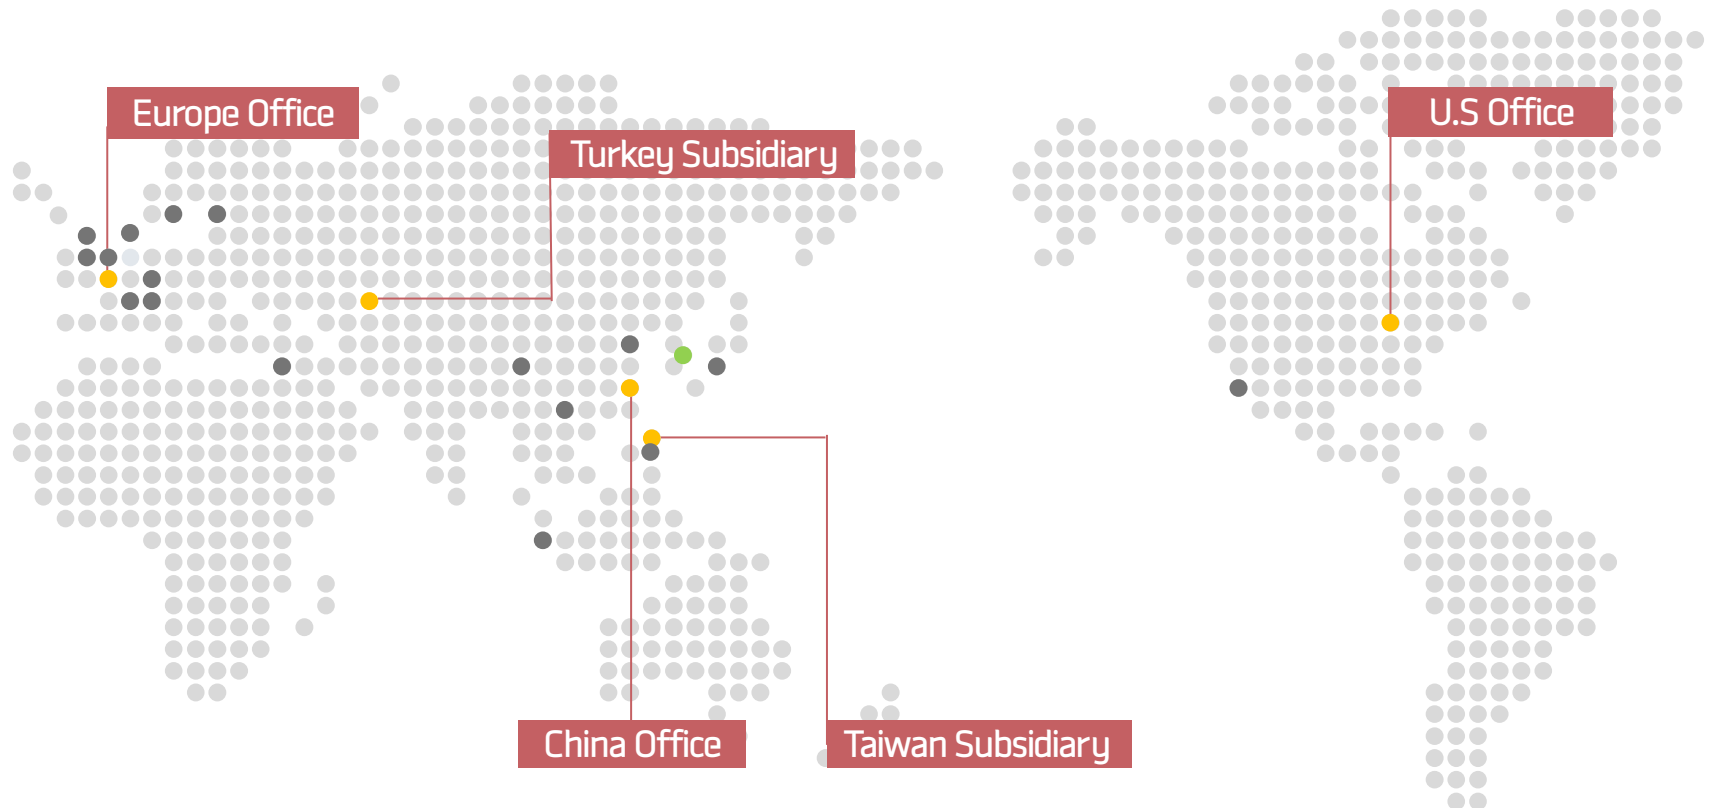 Europe Office
U.S Office
Turkey Subsidiary
China Office
Taiwan Subsidiary